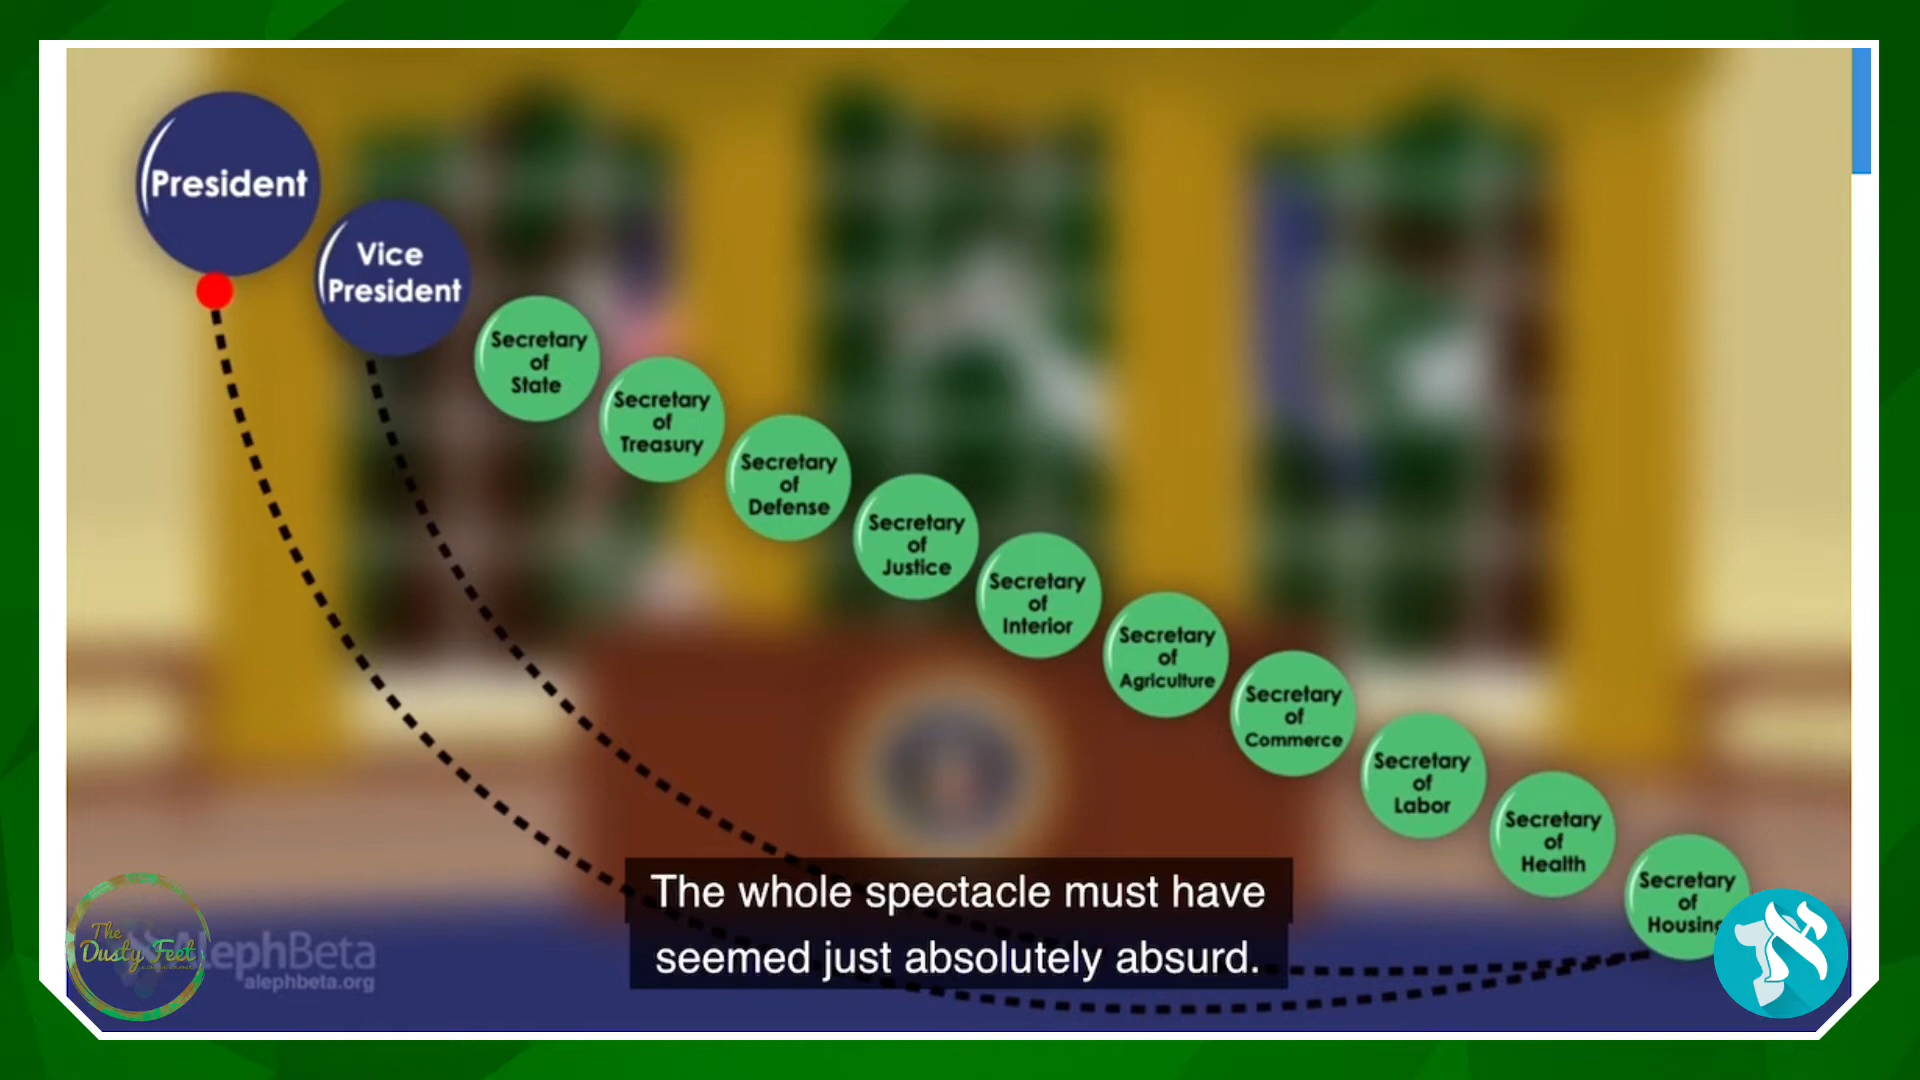 President
Vice
President
Secretary
of
State
Secretary
of
Treasury
Secretary
of
Defense
Secretary
of
Justice
Secretary
of
Interior
Secretary
of
Agriculture
Secretary
of
Commerce
Secretary
of
Labor
Secretary
of
Health
Secretary
of
Housing
The whole spectacle must have
seemed just absolutely absurd.
The
Dusty Feet
AlephBeta
alephbeta.org
א